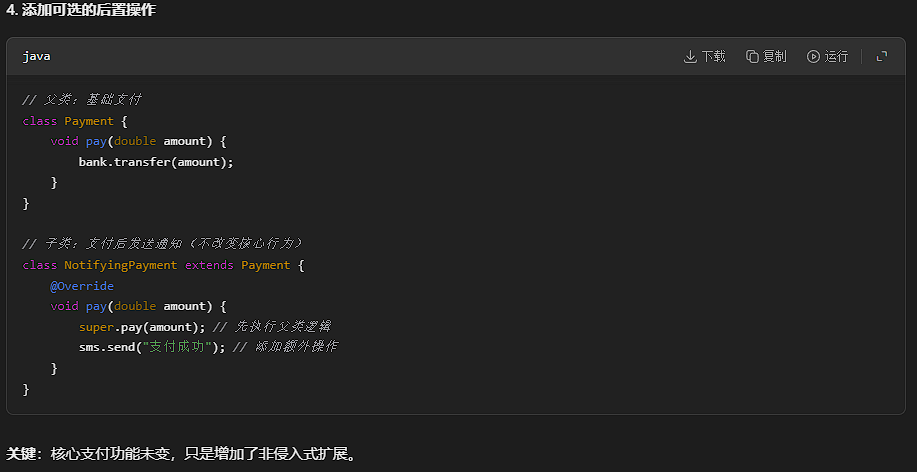 4. 添加可选的后置操作
java
下载 复制 运行
// 父类：基础支付
class Payment {
    void pay(double amount) {
        bank.transfer(amount);
    }
}
// 子类：支付后发送通知（不改变核心行为）
class NotifyingPayment extends Payment {
    @Override
    void pay(double amount) {
        super.pay(amount); // 先执行父类逻辑
        sms.send("支付成功"); // 添加额外操作
    }
}
关键：核心支付功能未变，只是增加了非侵入式扩展。